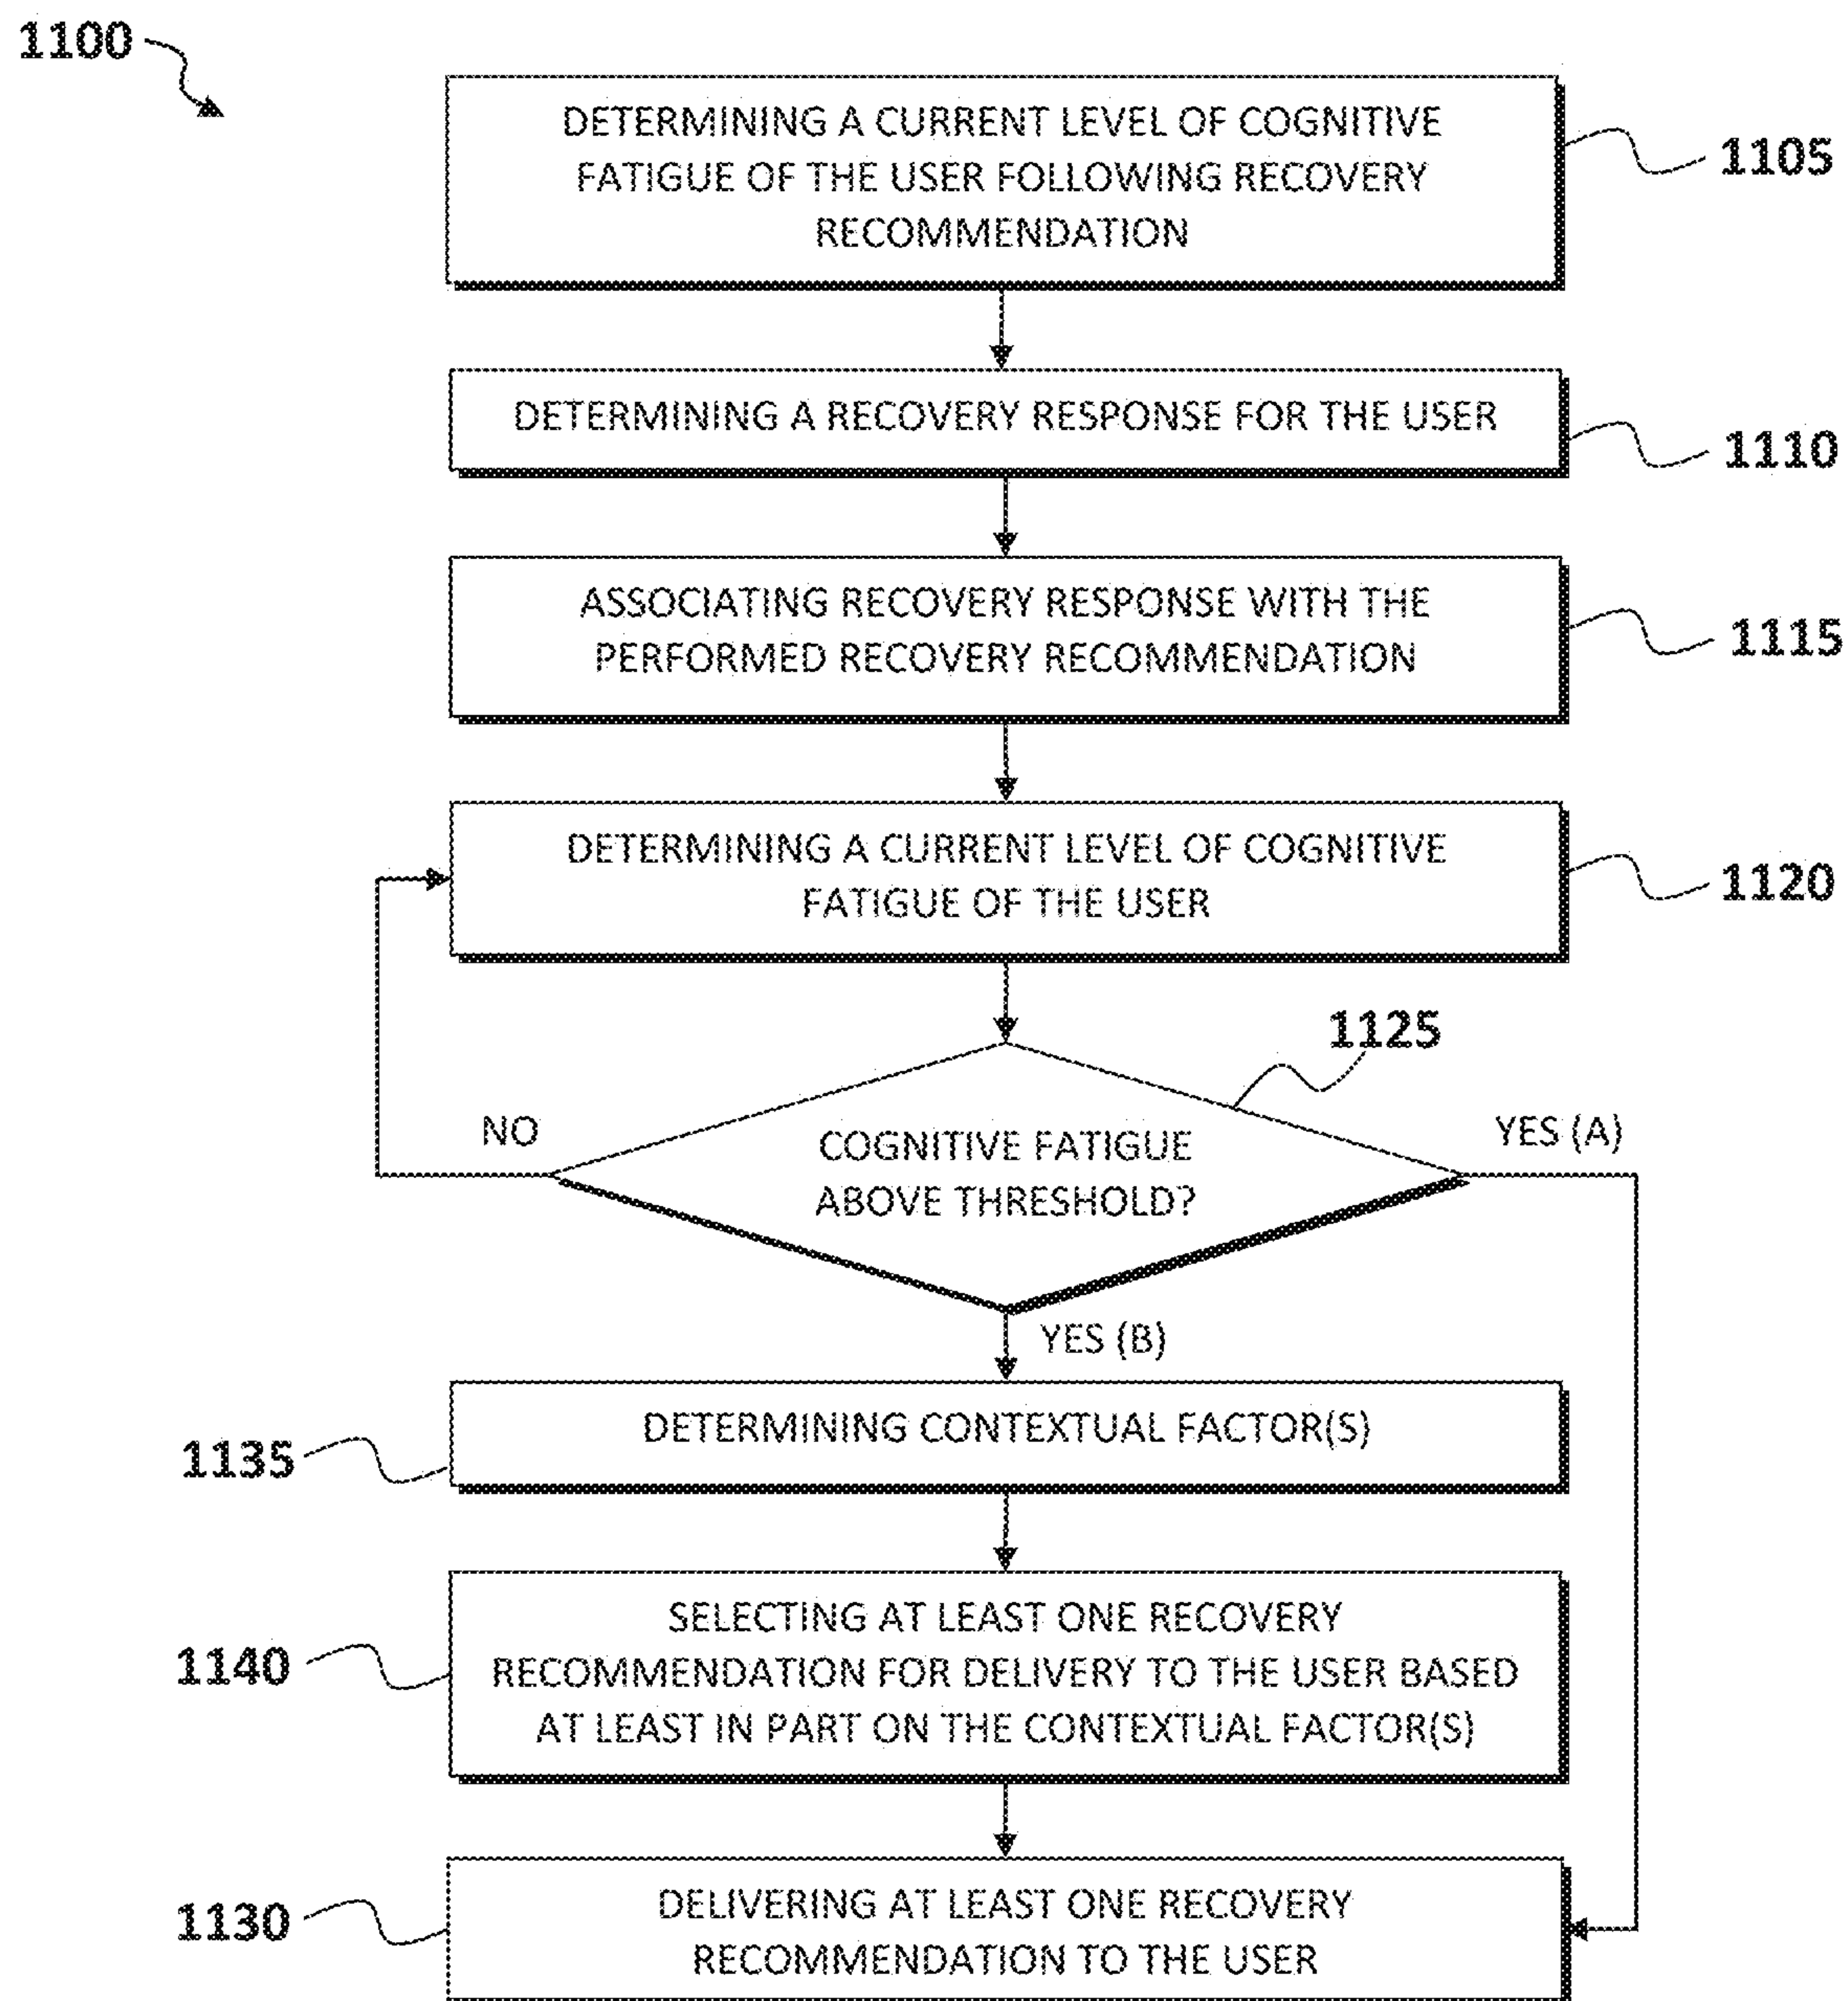 1100
DETERMINING A CURRENT LEVEL OF COGNITIVE
FATIGUE OF THE USER FOLLOWING RECOVERY
RECOMMENDATION
1105
DETERMINING A RECOVERY RESPONSE FOR THE USER
1110
ASSOCIATING RECOVERY RESPONSE WITH THE
PERFORMED RECOVERY RECOMMENDATION
1115
DETERMINING A CURRENT LEVEL OF COGNITIVE
FATIGUE OF THE USER
1120
1125
NO
COGNITIVE FATIGUE
ABOVE THRESHOLD?
YES (A)
YES (B)
DETERMINING CONTEXTUAL FACTOR(S)
1135
SELECTING AT LEAST ONE RECOVERY
RECOMMENDATION FOR DELIVERY TO THE USER BASED
AT LEAST IN PART ON THE CONTEXTUAL FACTOR(S)
1140
DELIVERING AT LEAST ONE RECOVERY
RECOMMENDATION TO THE USER
1130